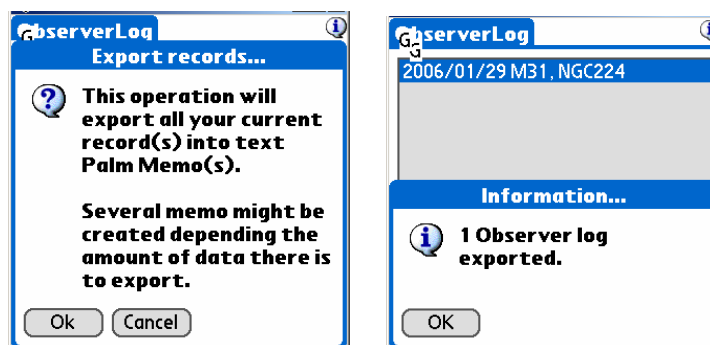 ObserverLog
Export records...
This operation will
export all your current
record(s) into text
Palm Memo(s).
Several memo might be
created depending the
amount of data there is
to export.
Ok
Cancel
ObserverLog
2006/01/29 M31, NGC224
Information...
1 Observer log
exported.
OK